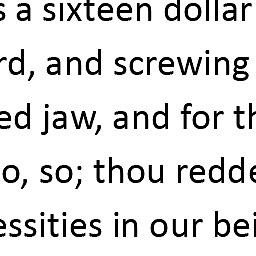 s a sixteen dollar
rd, and screwing
ed jaw, and for th
o, so; thou redde
essities in our bei